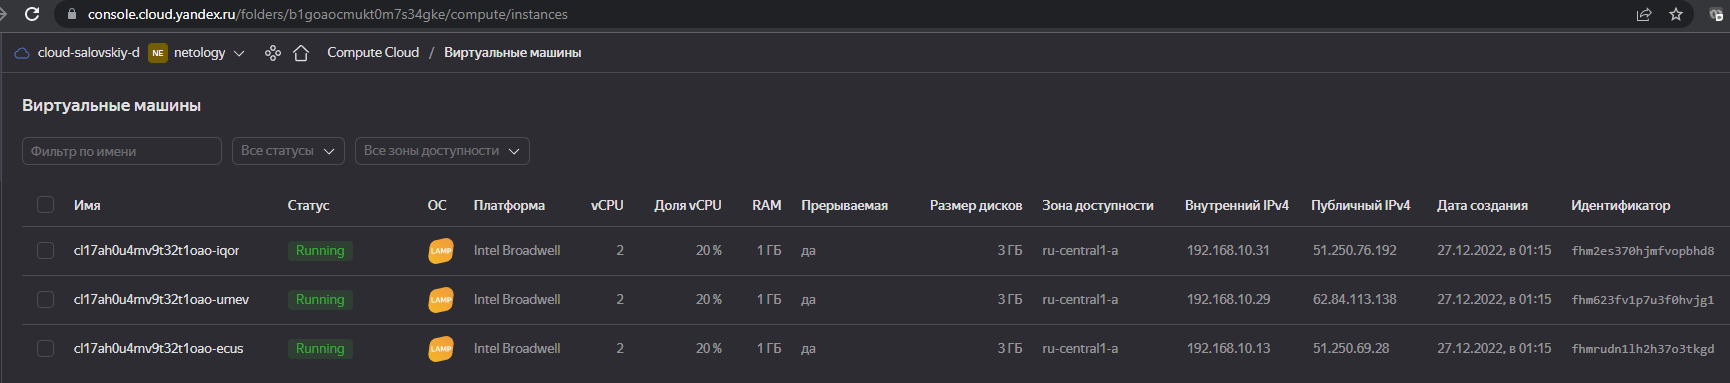 console.cloud.yandex.ru/folders/b1goaocmukt0m7s34gke/compute/instances
cloud-salovskiy-d NE netology Compute Cloud / Виртуальные машины
Виртуальные машины
Фильтр по имени Все статусы Все зоны доступности
Имя Статус ОС Платформа vCPU Доля vCPU RAM Прерываемая Размер дисков Зона доступности Внутренний IPv4 Публичный IPv4 Дата создания Идентификатор
cl17ah0u4mv9t32t1oao-iqor Running LAMP Intel Broadwell 2 20 % 1 ГБ да 3 ГБ ru-central1-a 192.168.10.31 51.250.76.192 27.12.2022, в 01:15 fhm2es370hjmfvopbhd8
cl17ah0u4mv9t32t1oao-umev Running LAMP Intel Broadwell 2 20 % 1 ГБ да 3 ГБ ru-central1-a 192.168.10.29 62.84.113.138 27.12.2022, в 01:15 fhm623fv1p7u3f0hvjg1
cl17ah0u4mv9t32t1oao-ecus Running LAMP Intel Broadwell 2 20 % 1 ГБ да 3 ГБ ru-central1-a 192.168.10.13 51.250.69.28 27.12.2022, в 01:15 fhmrudn1lh2h37o3tkgd